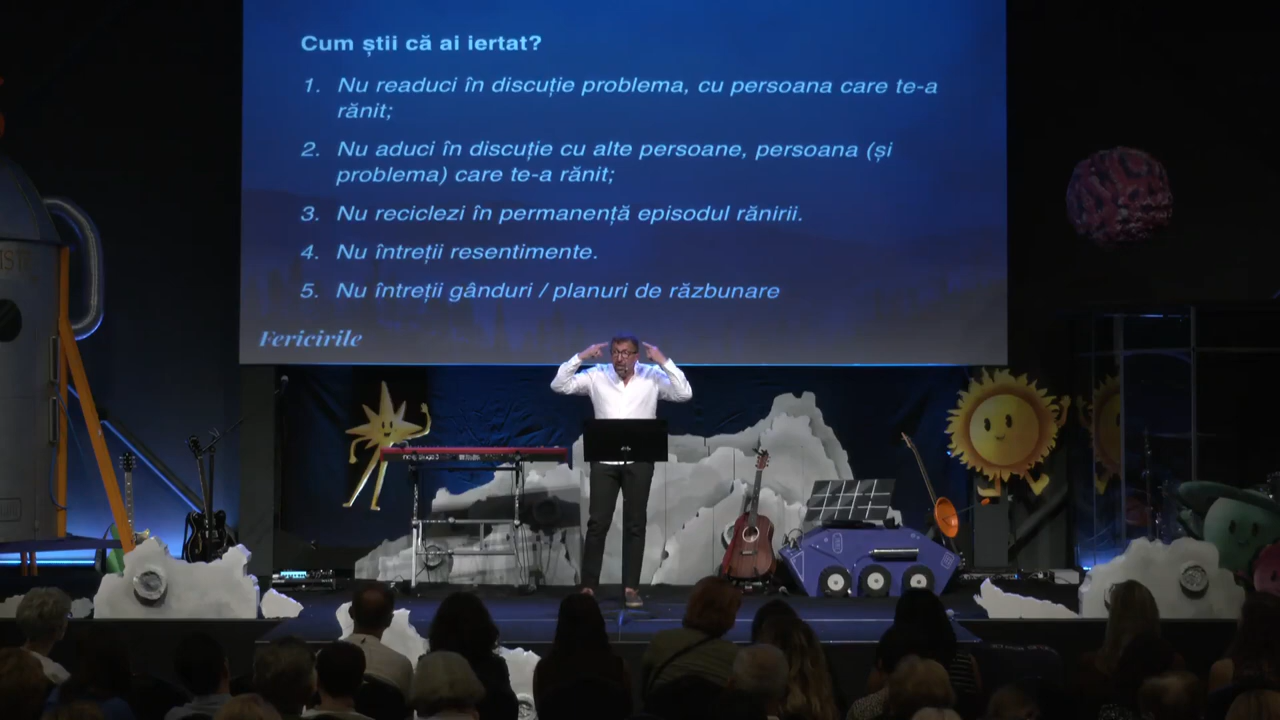 Cum știi că ai iertat?
1. Nu readuci în discuție problema, cu persoana care te-a
rănit;
2. Nu aduci în discuție cu alte persoane, persoana (și
problema) care te-a rănit;
3. Nu reciclezi în permanență episodul rănirii.
4. Nu întreții resentimente.
5. Nu întreții gânduri / planuri de răzbunare
Fericirile